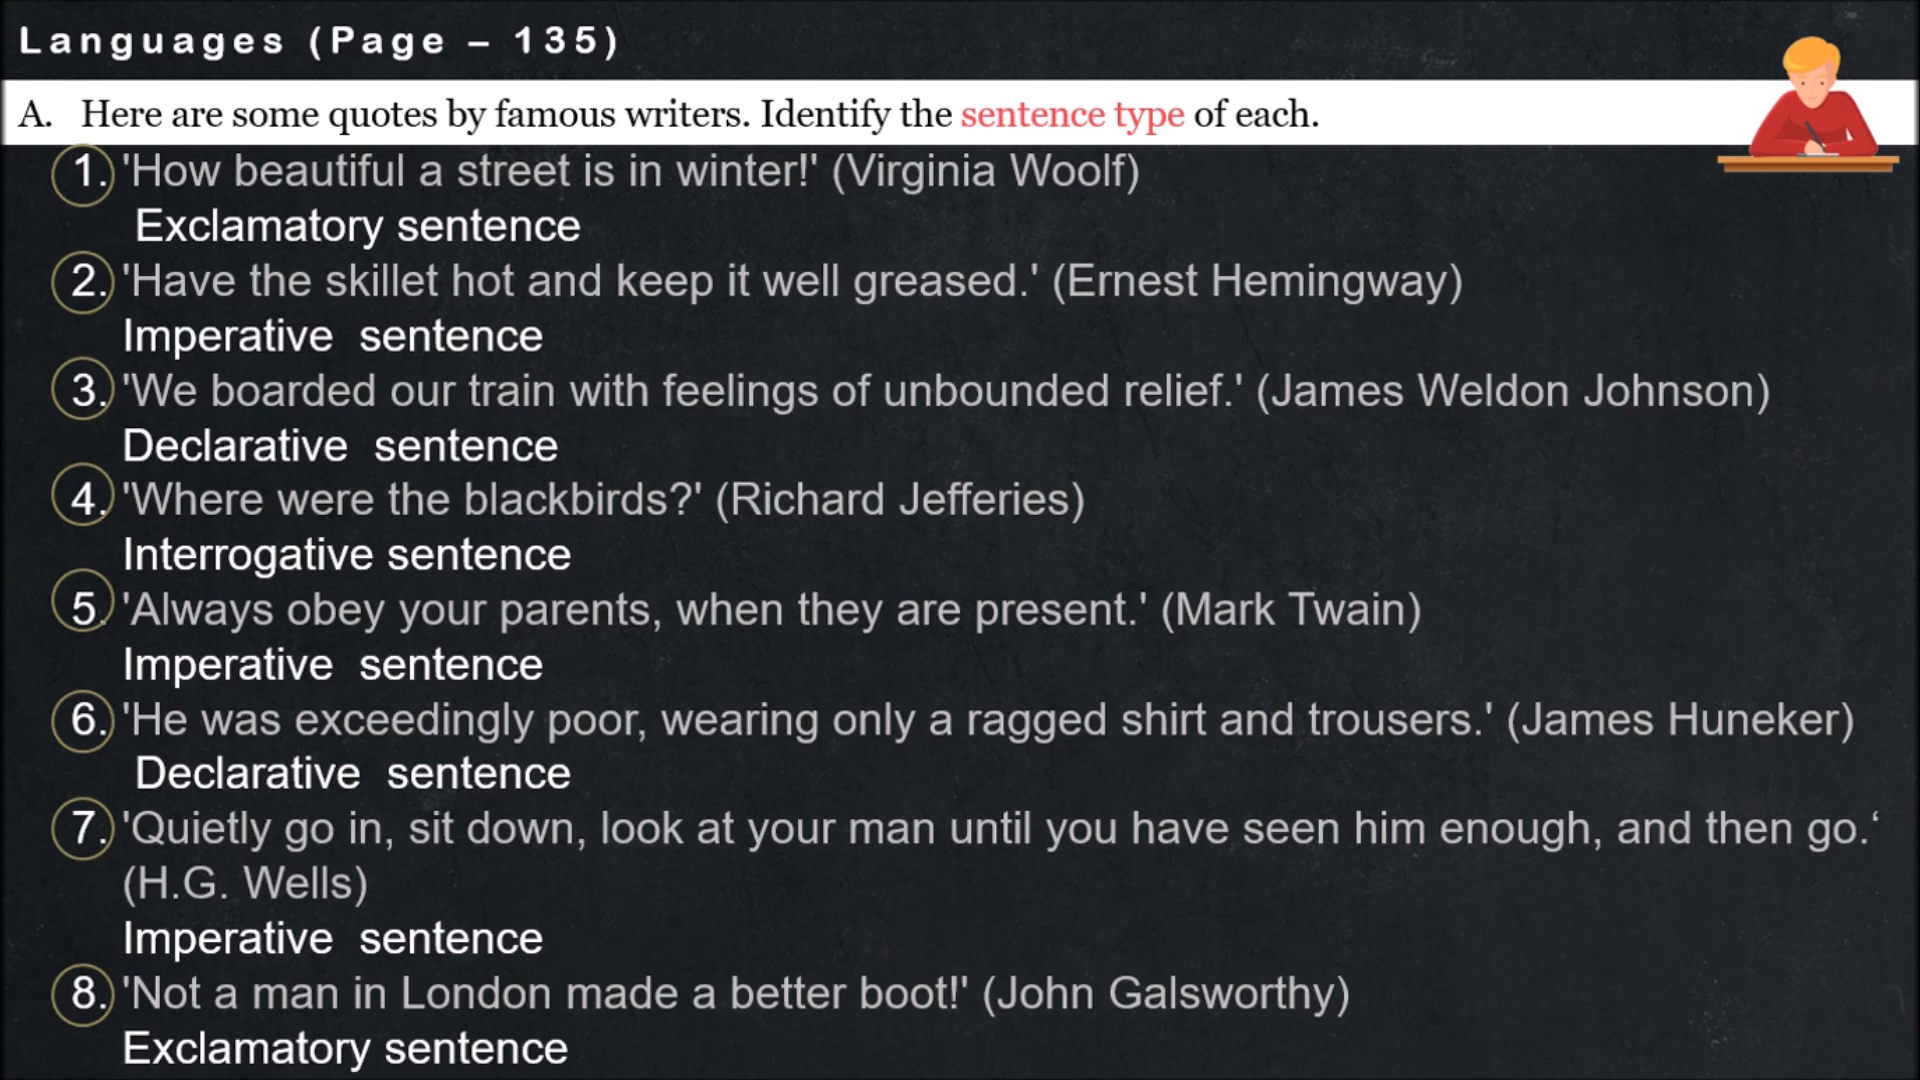 Languages (Page – 135)
A. Here are some quotes by famous writers. Identify the sentence type of each.
1. 'How beautiful a street is in winter!' (Virginia Woolf)
Exclamatory sentence
2. 'Have the skillet hot and keep it well greased.' (Ernest Hemingway)
Imperative sentence
3. 'We boarded our train with feelings of unbounded relief.' (James Weldon Johnson)
Declarative sentence
4. 'Where were the blackbirds?' (Richard Jefferies)
Interrogative sentence
5. 'Always obey your parents, when they are present.' (Mark Twain)
Imperative sentence
6. 'He was exceedingly poor, wearing only a ragged shirt and trousers.' (James Huneker)
Declarative sentence
7. 'Quietly go in, sit down, look at your man until you have seen him enough, and then go.‘
(H.G. Wells)
Imperative sentence
8. 'Not a man in London made a better boot!' (John Galsworthy)
Exclamatory sentence